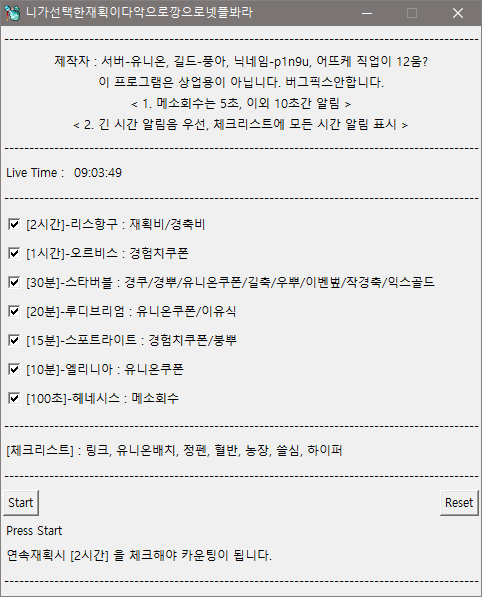 니가선택한재획이다악으로깡으로넷플봐라
제작자 : 서버-유니온, 길드-풍아, 닉네임-p1n9u, 어뜨케 직업이 12움?
이 프로그램은 상업용이 아닙니다. 버그픽스안합니다.
< 1. 메소회수는 5초, 이외 10초간 알림 >
< 2. 긴 시간 알림음 우선, 체크리스트에 모든 시간 알림 표시 >
Live Time : 09:03:49
[2시간]-리스항구 : 재획비/경축비
[1시간]-오르비스 : 경험치쿠폰
[30분]-스타버블 : 경쿠/경뿌/유니온쿠폰/길축/우뿌/이벤벞/작경축/익스골드
[20분]-루디브리엄 : 유니온쿠폰/이유식
[15분]-스포트라이트 : 경험치쿠폰/붕뿌
[10분]-엘리니아 : 유니온쿠폰
[100초]-헤네시스 : 메소회수
[체크리스트] : 링크, 유니온배치, 정펜, 혈반, 농장, 쓸심, 하이퍼
Start
Reset
Press Start
연속재획시 [2시간] 을 체크해야 카운팅이 됩니다.